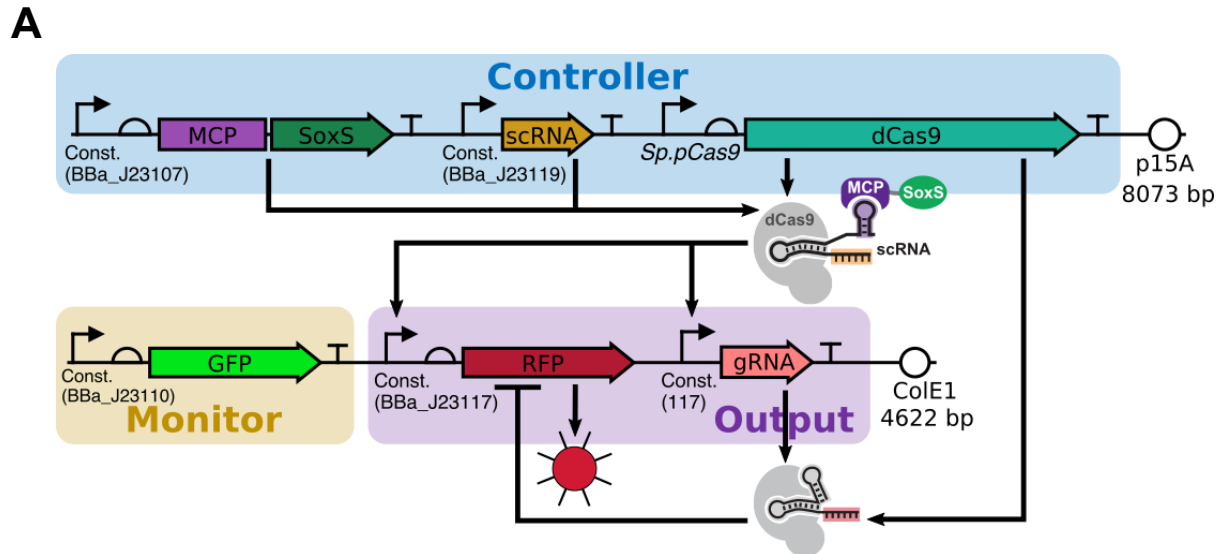 A
Controller
MCP
SoxS
scRNA
dCas9
Const.
(BBa_J23107)
Const.
(BBa_J23119)
Sp.pCas9
p15A
8073 bp
MCP
SoxS
dCas9
scRNA
GFP
RFP
gRNA
Const.
(BBa_J23110)
Const.
(BBa_J23117)
Const.
(117)
ColE1
4622 bp
Monitor
Output